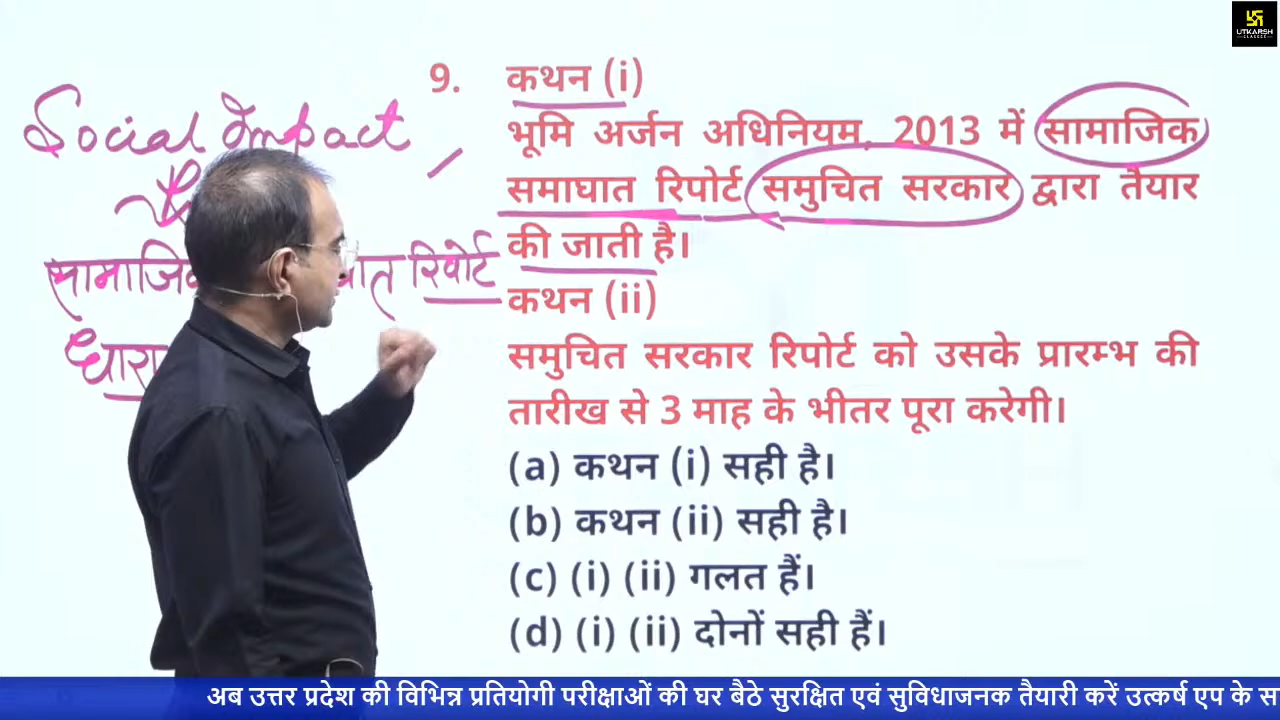 UTKARSH
CLASSES
Social Impact
सामाजिक
रिपोर्ट
धारा
9. कथन (i)
भूमि अर्जन अधिनियम, 2013 में सामाजिक
समाघात रिपोर्ट समुचित सरकार द्वारा तैयार
की जाती है।
कथन (ii)
समुचित सरकार रिपोर्ट को उसके प्रारम्भ की
तारीख से 3 माह के भीतर पूरा करेगी।
(a) कथन (i) सही है।
(b) कथन (ii) सही है।
(c) (i) (ii) गलत हैं।
(d) (i) (ii) दोनों सही हैं।
अब उत्तर प्रदेश की विभिन्न प्रतियोगी परीक्षाओं की घर बैठे सुरक्षित एवं सुविधाजनक तैयारी करें उत्कर्ष एप के